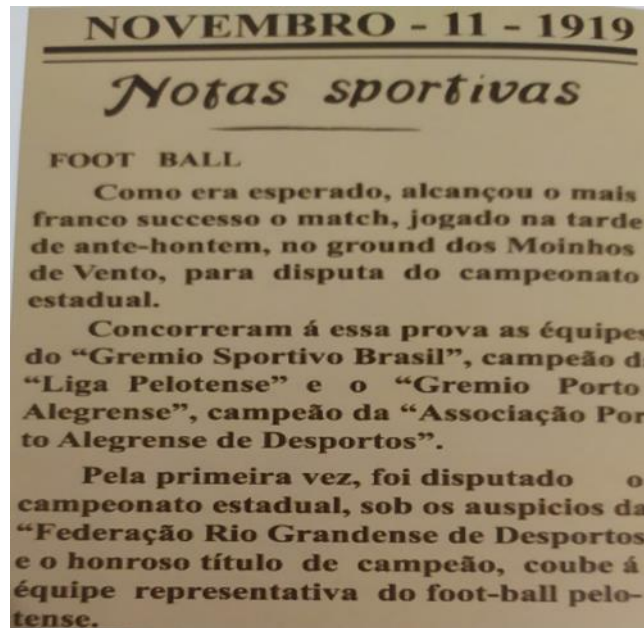 NOVEMBRO - 11 - 1919
Notas sportivas
FOOT BALL
Como era esperado, alcançou o mais
franco successo o match, jogado na tarde
de ante-hontem, no ground dos Moinhos
de Vento, para disputa do campeonato
estadual.
Concorreram á essa prova as équipes
do “Gremio Sportivo Brasil”, campeão d
“Liga Pelotense” e o “Gremio Porto
Alegrense”, campeão da “Associação Por
to Alegrense de Desportos”.
Pela primeira vez, foi disputado o
campeonato estadual, sob os auspicios da
“Federação Rio Grandense de Desportos
e o honroso título de campeão, coube á
équipe representativa do foot-ball pelo-
tense.